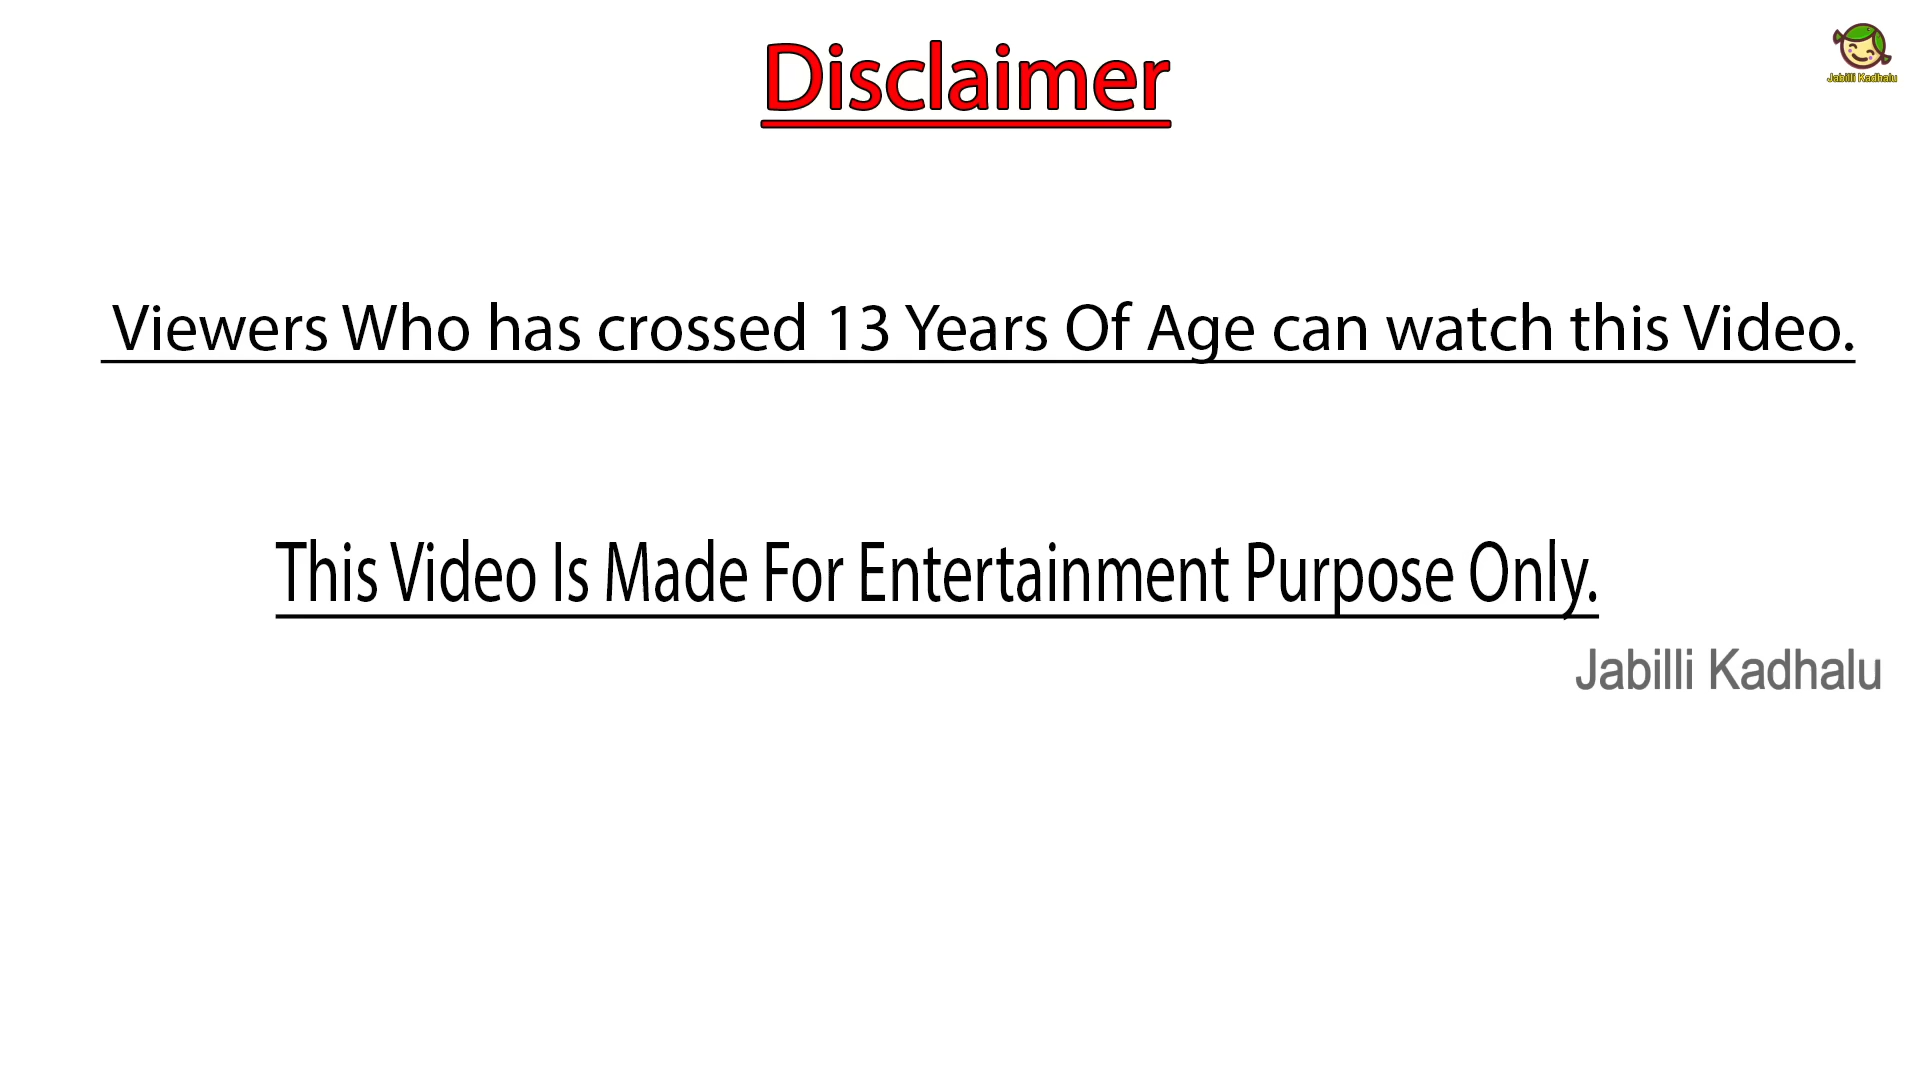 Disclaimer
Jabilli Kadhalu
Viewers Who has crossed 13 Years Of Age can watch this Video.
This Video Is Made For Entertainment Purpose Only.
Jabilli Kadhalu